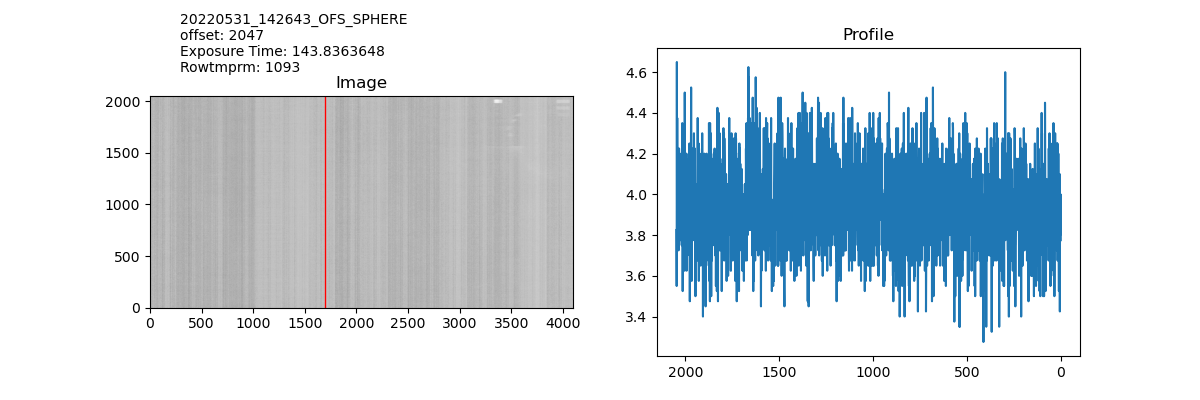 20220531_142643_OFS_SPHERE
offset: 2047
Exposure Time: 143.8363648
Rowtmprm: 1093
Image
2000
1500
1000
500
0
0 500 1000 1500 2000 2500 3000 3500 4000
Profile
4.6
4.4
4.2
4.0
3.8
3.6
3.4
2000 1500 1000 500 0